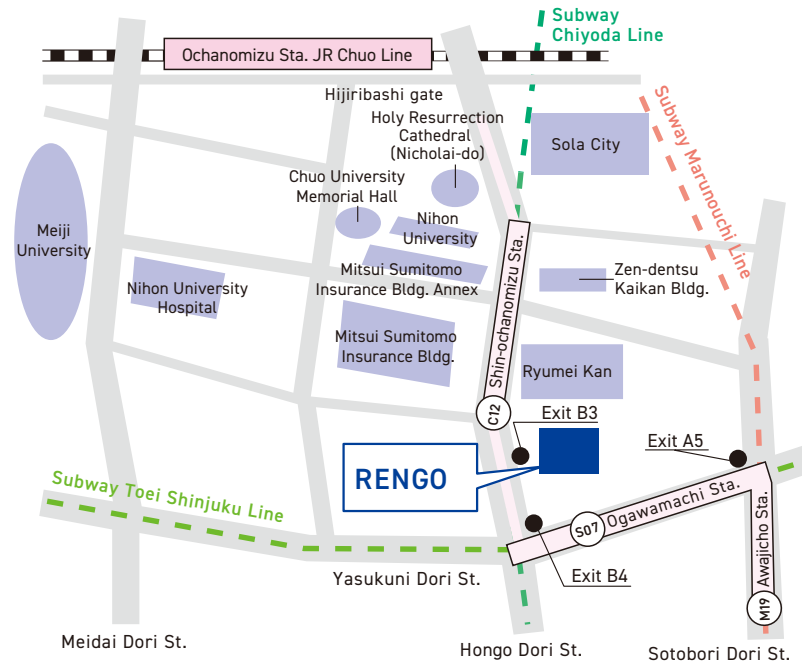 Subway
Chiyoda Line
Ochanomizu Sta. JR Chuo Line
Hijiribashi gate
Holy Resurrection
Cathedral
(Nicholai-do)
Sola City
Subway Marunouchi Line
Chuo University
Memorial Hall
Meiji
University
Nihon
University
Shin-ochanomizu Sta.
C12
Mitsui Sumitomo
Insurance Bldg. Annex
Zen-dentsu
Kaikan Bldg.
Nihon University
Hospital
Mitsui Sumitomo
Insurance Bldg.
Ryumei Kan
Exit B3
Exit A5
RENGO
Subway Toei Shinjuku Line
S07
Ogawamachi Sta.
Awajicho Sta.
M19
Yasukuni Dori St.
Exit B4
Meidai Dori St.
Hongo Dori St.
Sotobori Dori St.